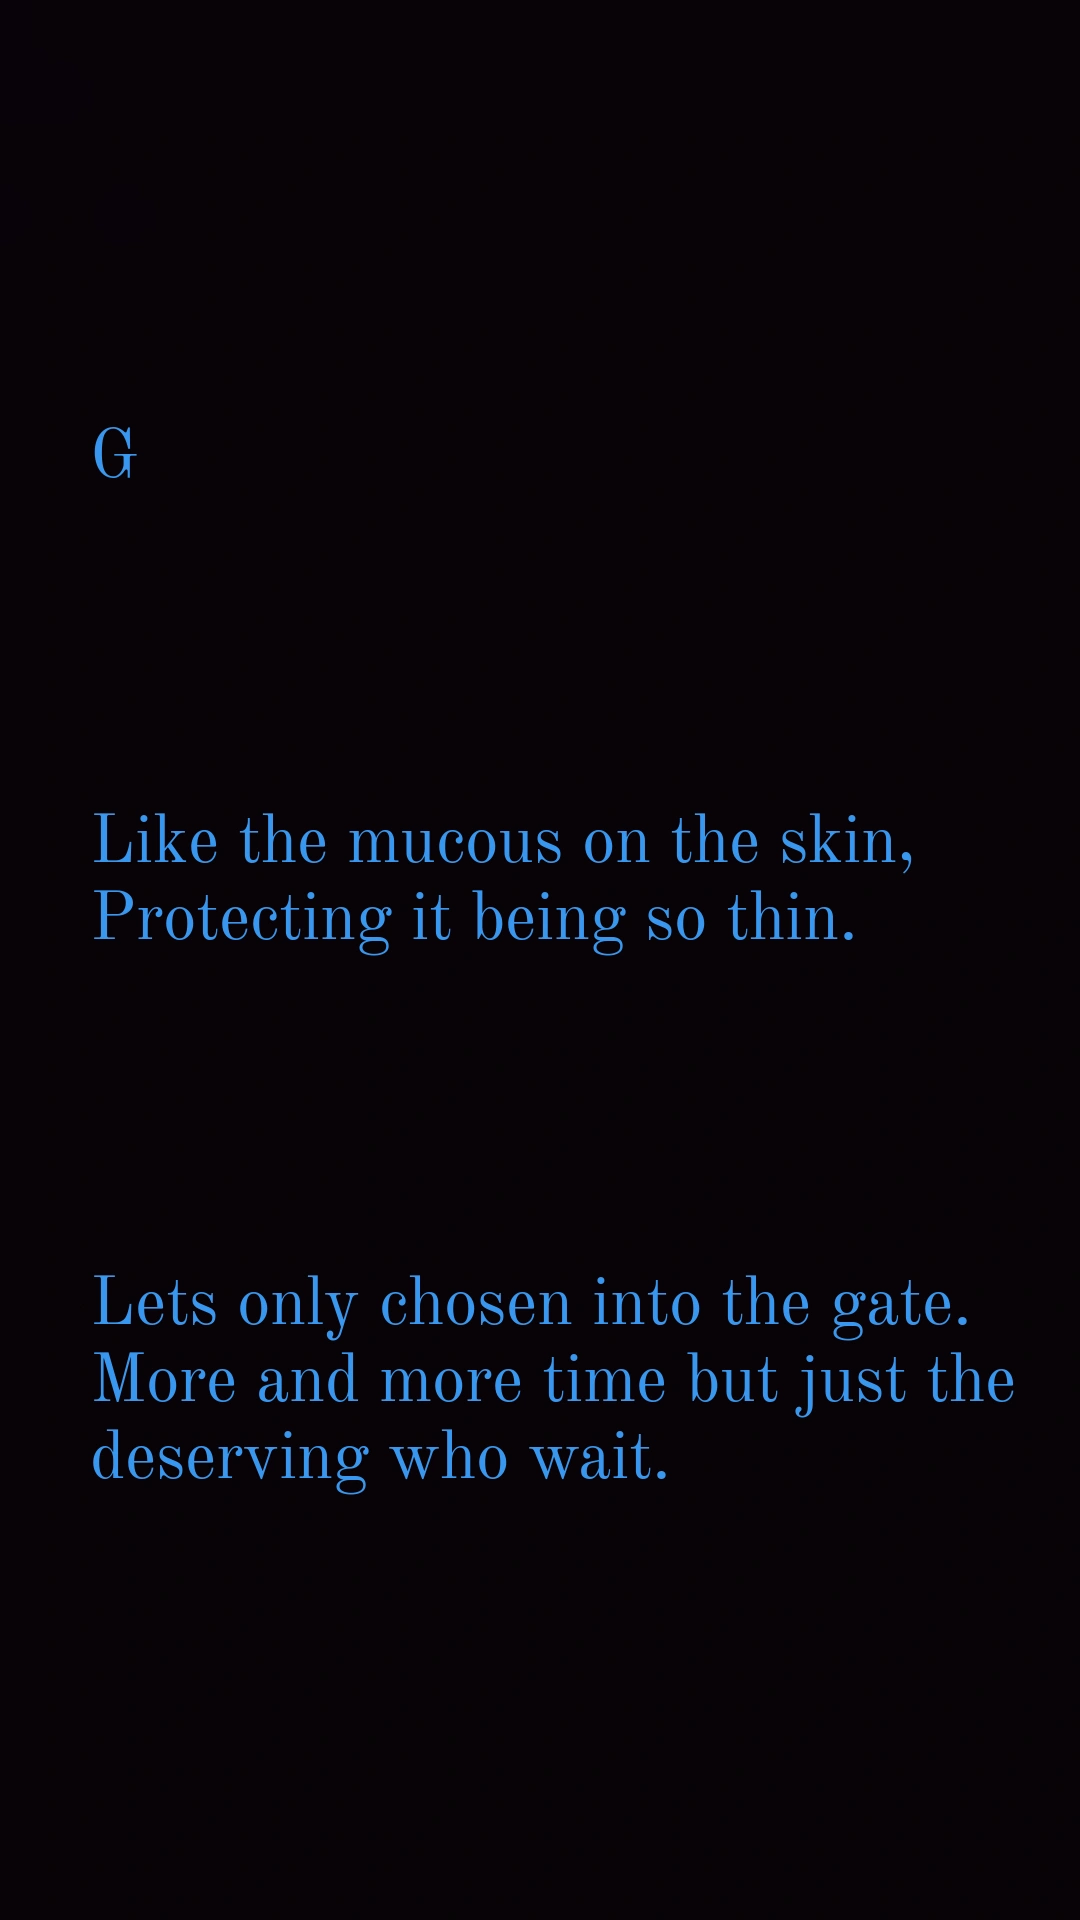 G
Like the mucous on the skin,
Protecting it being so thin.
Lets only chosen into the gate.
More and more time but just the
deserving who wait.